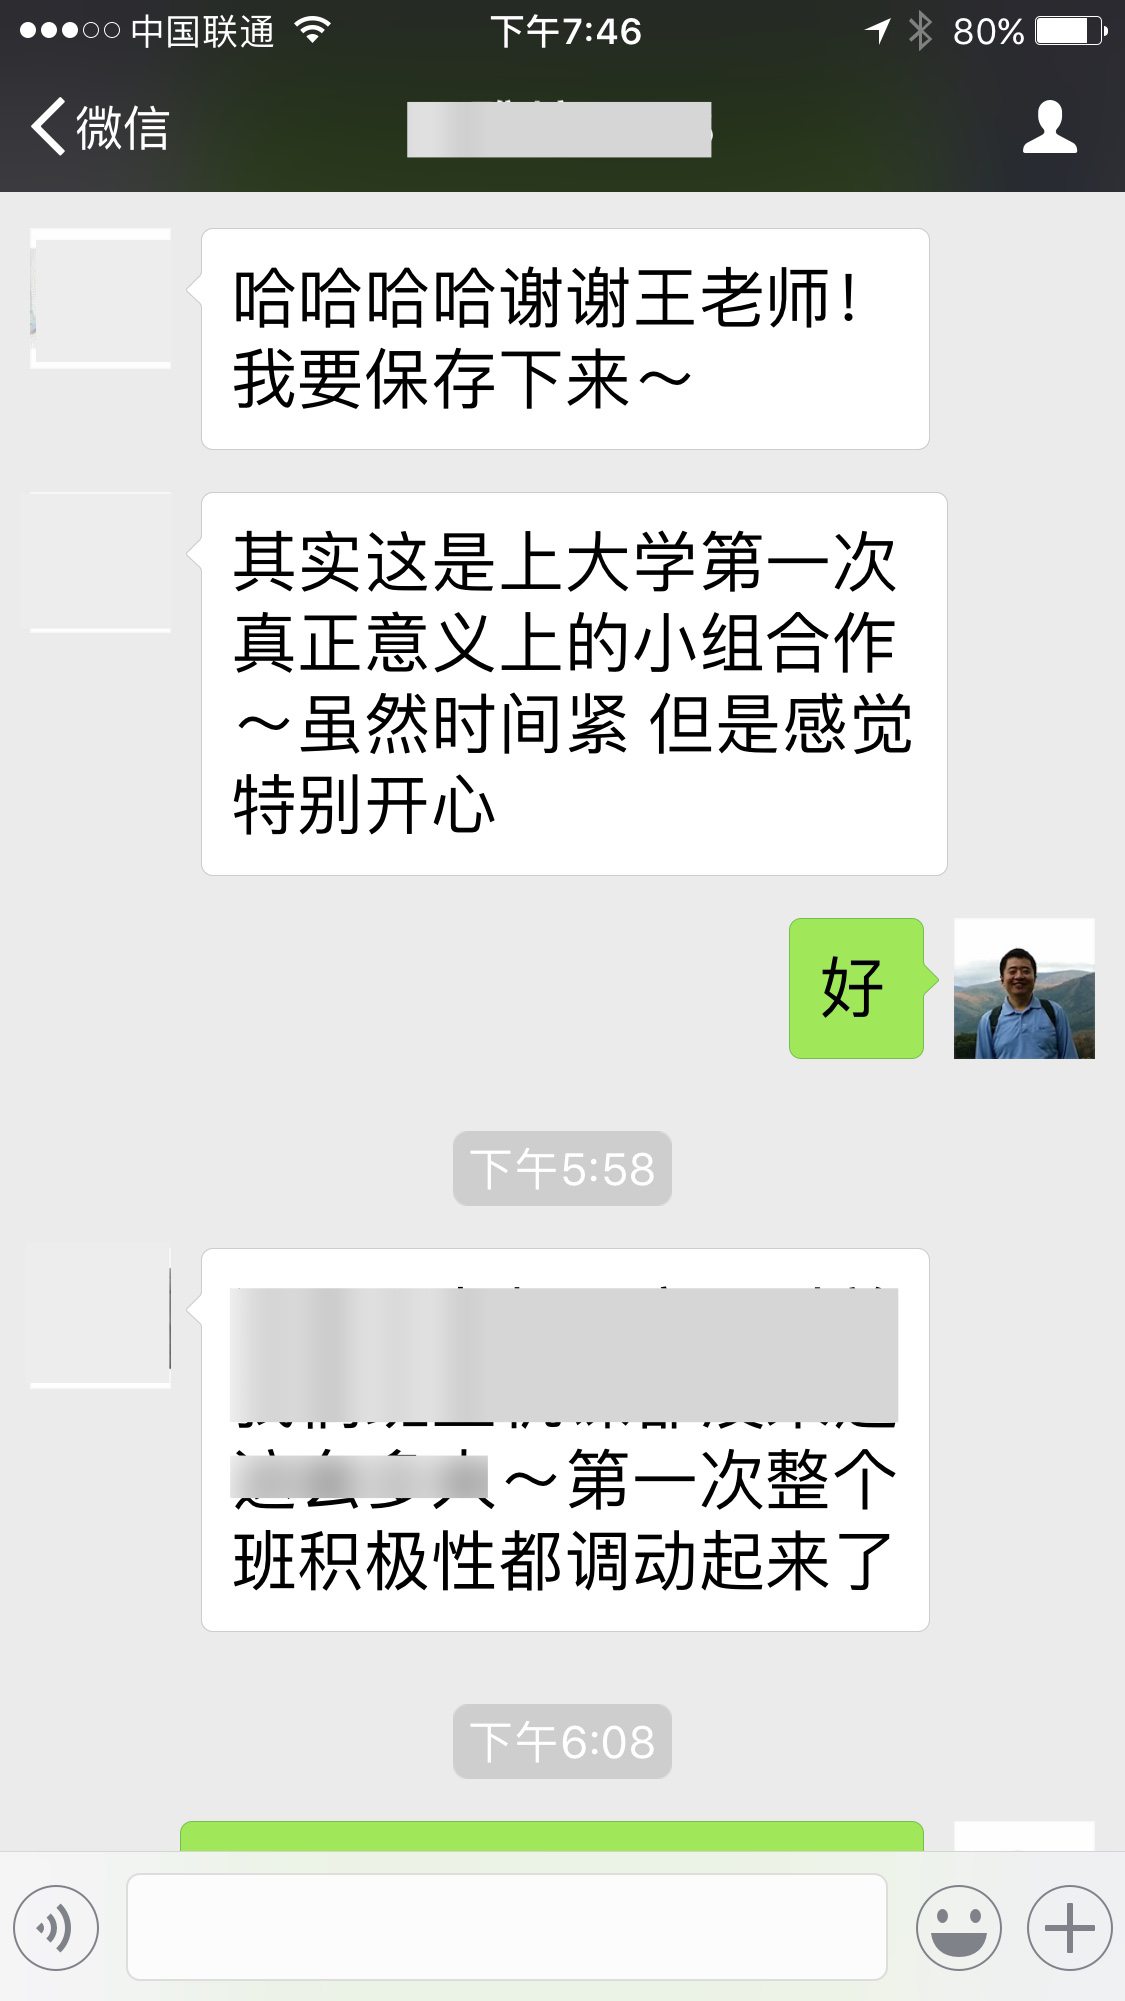 中国联通 下午7:46 80%
微信
哈哈哈哈谢谢王老师！
我要保存下来～
其实这是上大学第一次
真正意义上的小组合作
～虽然时间紧 但是感觉
特别开心
好
下午5:58
～第一次整个
班积极性都调动起来了
下午6:08